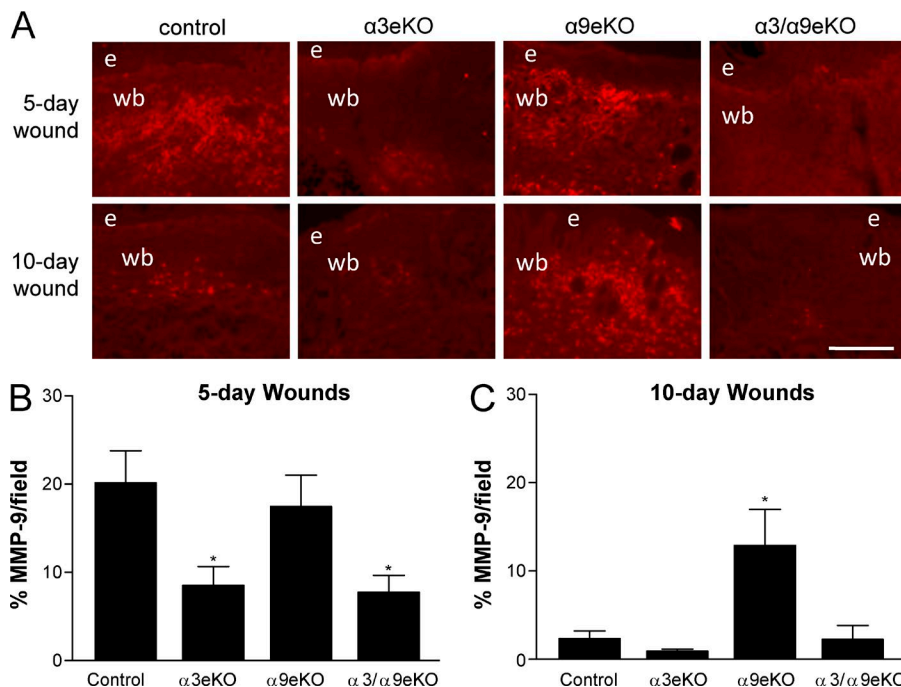 A
control
α3eKO
α9eKO
α3/α9eKO
5-day
wound
e
wb
e
wb
e
wb
e
wb
10-day
wound
e
wb
e
wb
e
wb
e
wb
B
5-day Wounds
% MMP-9/field
30
20
10
0
*
*
Control
α3eKO
α9eKO
α3/α9eKO
C
10-day Wounds
% MMP-9/field
30
20
10
0
*
Control
α3eKO
α9eKO
α3/α9eKO